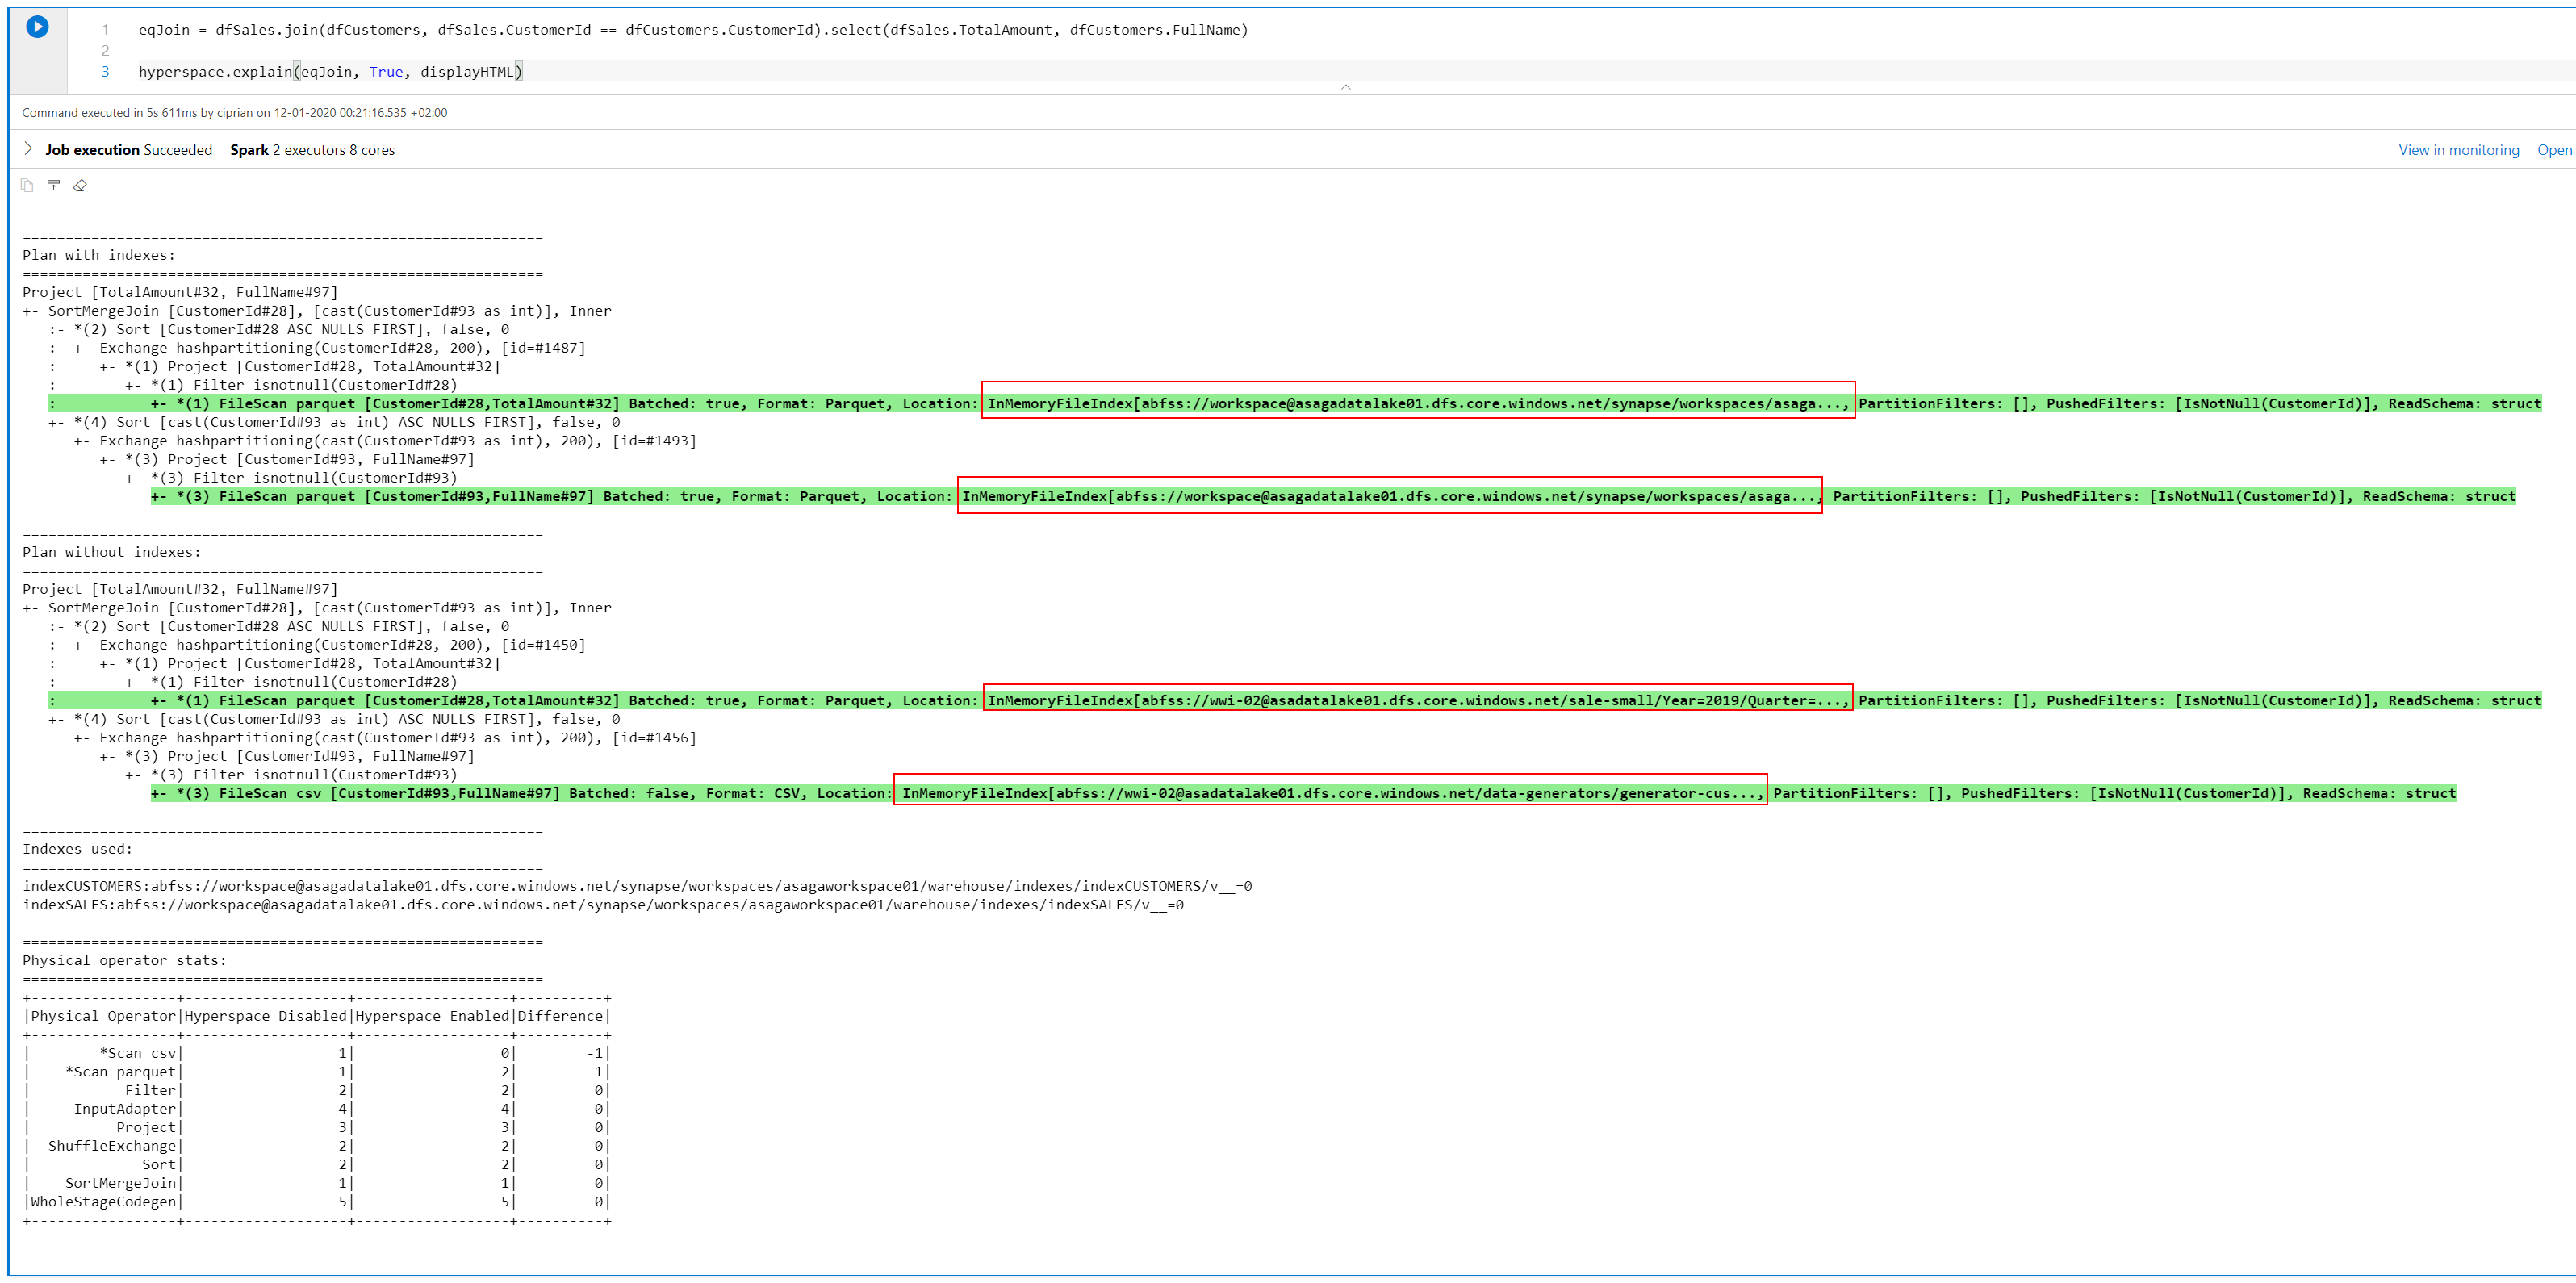 1 eqJoin = dfSales.join(dfCustomers, dfSales.CustomerId == dfCustomers.CustomerId).select(dfSales.TotalAmount, dfCustomers.FullName)
2
3 hyperspace.explain(eqJoin, True, displayHTML)
Command executed in 5s 611ms by ciprian on 12-01-2020 00:21:16.535 +02:00
Job execution Succeeded Spark 2 executors 8 cores View in monitoring Open
=============================================================
Plan with indexes:
=============================================================
Project [TotalAmount#32, FullName#97]
+- SortMergeJoin [CustomerId#28], [cast(CustomerId#93 as int)], Inner
   :- *(2) Sort [CustomerId#28 ASC NULLS FIRST], false, 0
   :  +- Exchange hashpartitioning(CustomerId#28, 200), [id=#1487]
   :     +- *(1) Project [CustomerId#28, TotalAmount#32]
   :        +- *(1) Filter isnotnull(CustomerId#28)
   :           +- *(1) FileScan parquet [CustomerId#28,TotalAmount#32] Batched: true, Format: Parquet, Location: InMemoryFileIndex[abfss://workspace@asagadatalake01.dfs.core.windows.net/synapse/workspaces/asaga..., PartitionFilters: [], PushedFilters: [IsNotNull(CustomerId)], ReadSchema: struct
   +- *(4) Sort [cast(CustomerId#93 as int) ASC NULLS FIRST], false, 0
      +- Exchange hashpartitioning(cast(CustomerId#93 as int), 200), [id=#1493]
         +- *(3) Project [CustomerId#93, FullName#97]
            +- *(3) Filter isnotnull(CustomerId#93)
               +- *(3) FileScan parquet [CustomerId#93,FullName#97] Batched: true, Format: Parquet, Location: InMemoryFileIndex[abfss://workspace@asagadatalake01.dfs.core.windows.net/synapse/workspaces/asaga..., PartitionFilters: [], PushedFilters: [IsNotNull(CustomerId)], ReadSchema: struct
=============================================================
Plan without indexes:
=============================================================
Project [TotalAmount#32, FullName#97]
+- SortMergeJoin [CustomerId#28], [cast(CustomerId#93 as int)], Inner
   :- *(2) Sort [CustomerId#28 ASC NULLS FIRST], false, 0
   :  +- Exchange hashpartitioning(CustomerId#28, 200), [id=#1450]
   :     +- *(1) Project [CustomerId#28, TotalAmount#32]
   :        +- *(1) Filter isnotnull(CustomerId#28)
   :           +- *(1) FileScan parquet [CustomerId#28,TotalAmount#32] Batched: true, Format: Parquet, Location: InMemoryFileIndex[abfss://wwi-02@asadatalake01.dfs.core.windows.net/sale-small/Year=2019/Quarter=..., PartitionFilters: [], PushedFilters: [IsNotNull(CustomerId)], ReadSchema: struct
   +- *(4) Sort [cast(CustomerId#93 as int) ASC NULLS FIRST], false, 0
      +- Exchange hashpartitioning(cast(CustomerId#93 as int), 200), [id=#1456]
         +- *(3) Project [CustomerId#93, FullName#97]
            +- *(3) Filter isnotnull(CustomerId#93)
               +- *(3) FileScan csv [CustomerId#93,FullName#97] Batched: false, Format: CSV, Location: InMemoryFileIndex[abfss://wwi-02@asadatalake01.dfs.core.windows.net/data-generators/generator-cus..., PartitionFilters: [], PushedFilters: [IsNotNull(CustomerId)], ReadSchema: struct
=============================================================
Indexes used:
=============================================================
indexCUSTOMERS:abfss://workspace@asagadatalake01.dfs.core.windows.net/synapse/workspaces/asagaworkspace01/warehouse/indexes/indexCUSTOMERS/v__=0
indexSALES:abfss://workspace@asagadatalake01.dfs.core.windows.net/synapse/workspaces/asagaworkspace01/warehouse/indexes/indexSALES/v__=0
=============================================================
Physical operator stats:
=============================================================
+-----------------+-------------------+------------------+----------+
|Physical Operator|Hyperspace Disabled|Hyperspace Enabled|Difference|
+-----------------+-------------------+------------------+----------+
|        *Scan csv|                  1|                 0|        -1|
|    *Scan parquet|                  1|                 2|         1|
|           Filter|                  2|                 2|         0|
|     InputAdapter|                  4|                 4|         0|
|          Project|                  3|                 3|         0|
|  ShuffleExchange|                  2|                 2|         0|
|             Sort|                  2|                 2|         0|
|    SortMergeJoin|                  1|                 1|         0|
|WholeStageCodegen|                  5|                 5|         0|
+-----------------+-------------------+------------------+----------+